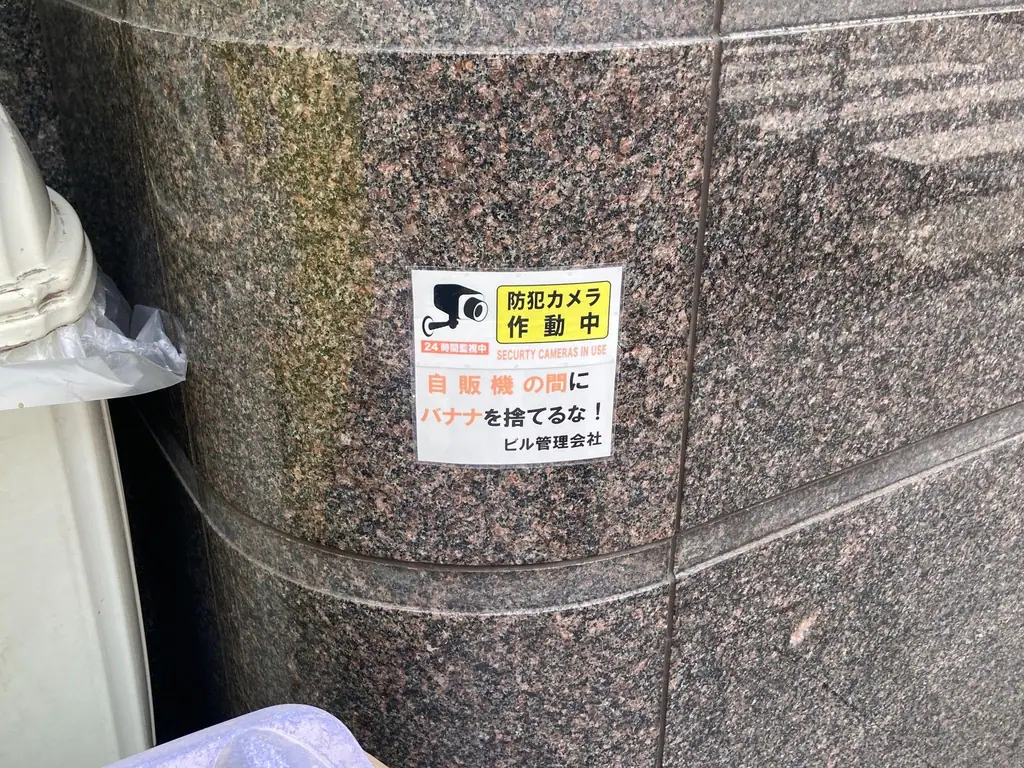 防犯カメラ
作動中
24時間監視中
SECURTY CAMERAS IN USE
自販機の間に
バナナを捨てるな！
ビル管理会社